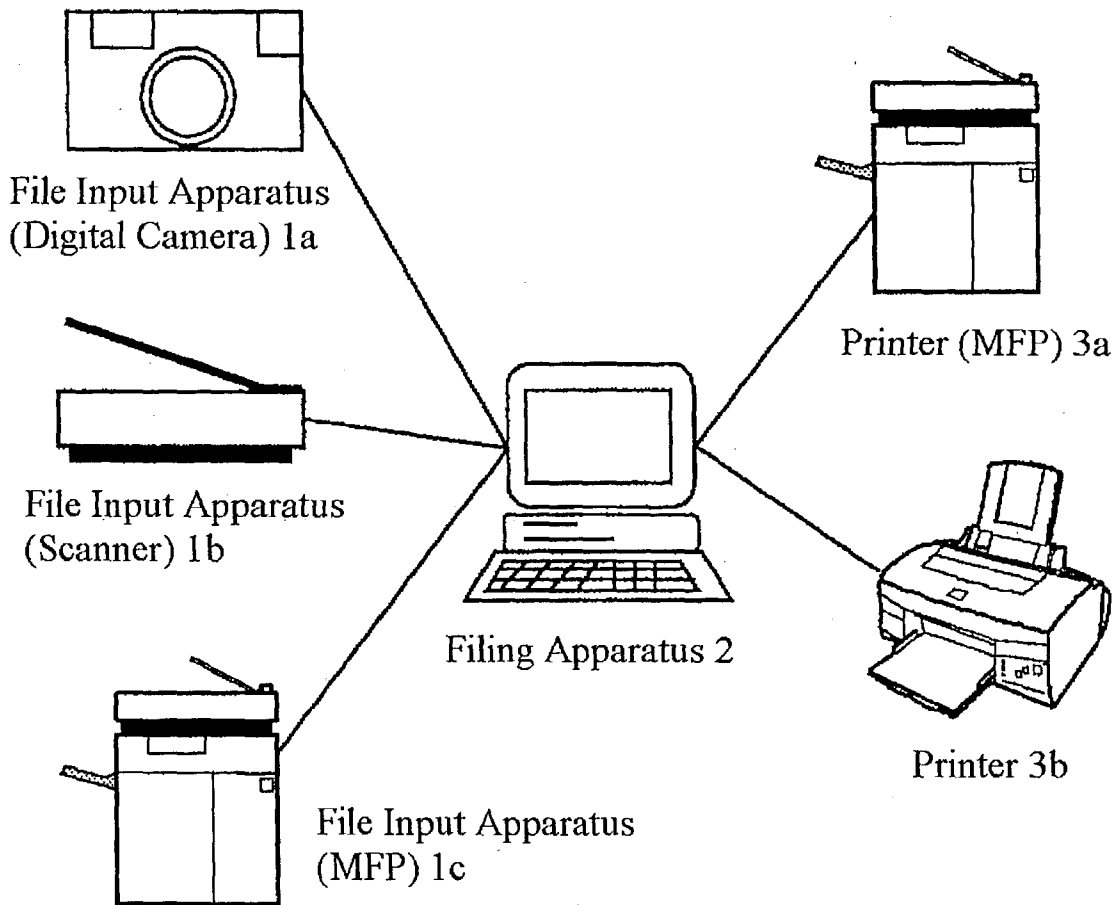 File Input Apparatus
(Digital Camera) 1a
Printer (MFP) 3a
File Input Apparatus
(Scanner) 1b
Filing Apparatus 2
Printer 3b
File Input Apparatus
(MFP) 1c